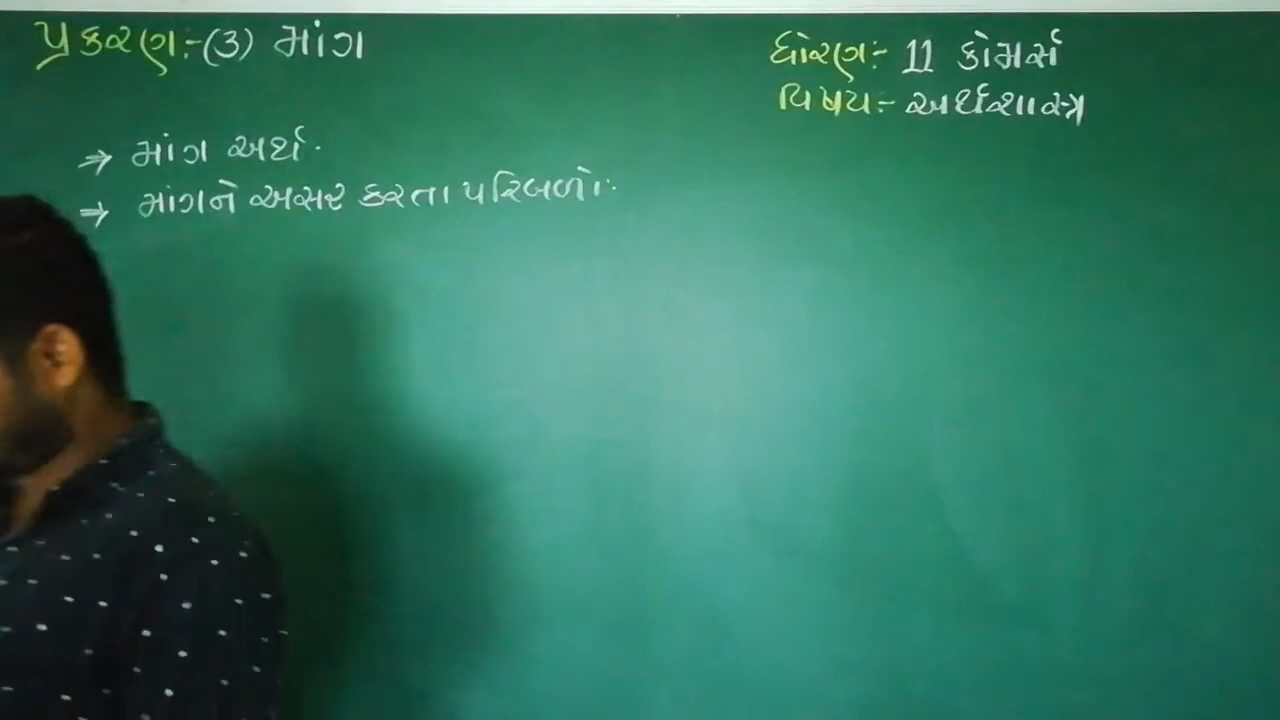 પ્રકરણ:-(3) માંગ
ધોરણ:- 11 કોમર્સ
વિષય:- અર્થશાસ્ત્ર
⇒ માંગ અર્થ.
⇒ માંગને અસર કરતા પરિબળો:.